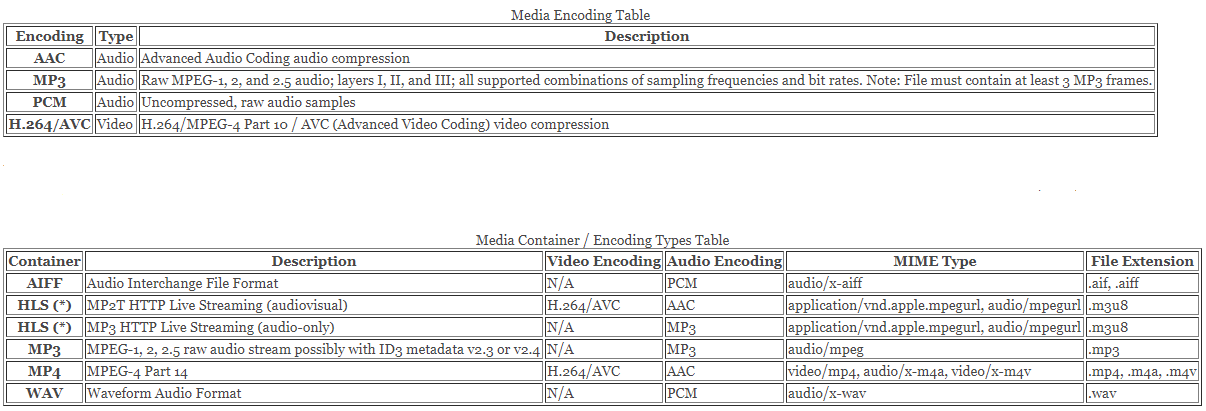 Media Encoding Table
Encoding Type Description
AAC Audio Advanced Audio Coding audio compression
MP3 Audio Raw MPEG-1, 2, and 2.5 audio; layers I, II, and III; all supported combinations of sampling frequencies and bit rates. Note: File must contain at least 3 MP3 frames.
PCM Audio Uncompressed, raw audio samples
H.264/AVC Video H.264/MPEG-4 Part 10 / AVC (Advanced Video Coding) video compression
Media Container / Encoding Types Table
Container Description Video Encoding Audio Encoding MIME Type File Extension
AIFF Audio Interchange File Format N/A PCM audio/x-aiff .aif, .aiff
HLS (*) MP2T HTTP Live Streaming (audiovisual) H.264/AVC AAC application/vnd.apple.mpegurl, audio/mpegurl .m3u8
HLS (*) MP3 HTTP Live Streaming (audio-only) N/A MP3 application/vnd.apple.mpegurl, audio/mpegurl .m3u8
MP3 MPEG-1, 2, 2.5 raw audio stream possibly with ID3 metadata v2.3 or v2.4 N/A MP3 audio/mpeg .mp3
MP4 MPEG-4 Part 14 H.264/AVC AAC video/mp4, audio/x-m4a, video/x-m4v .mp4, .m4a, .m4v
WAV Waveform Audio Format N/A PCM audio/x-wav .wav